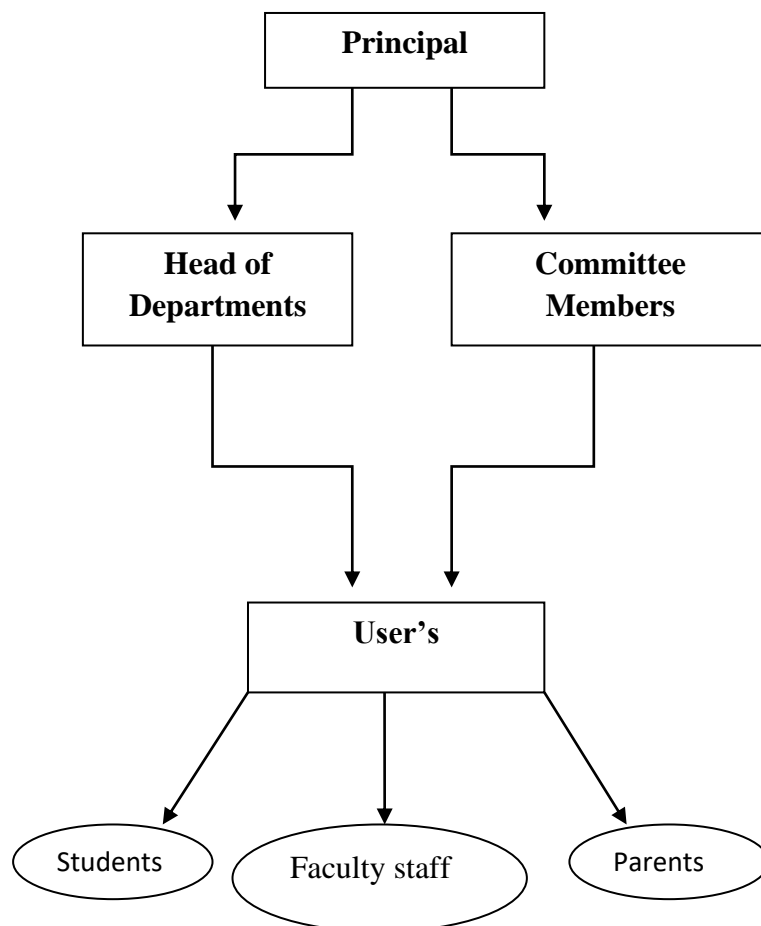 Principal
Head of
Departments
Committee
Members
User’s
Students
Faculty staff
Parents